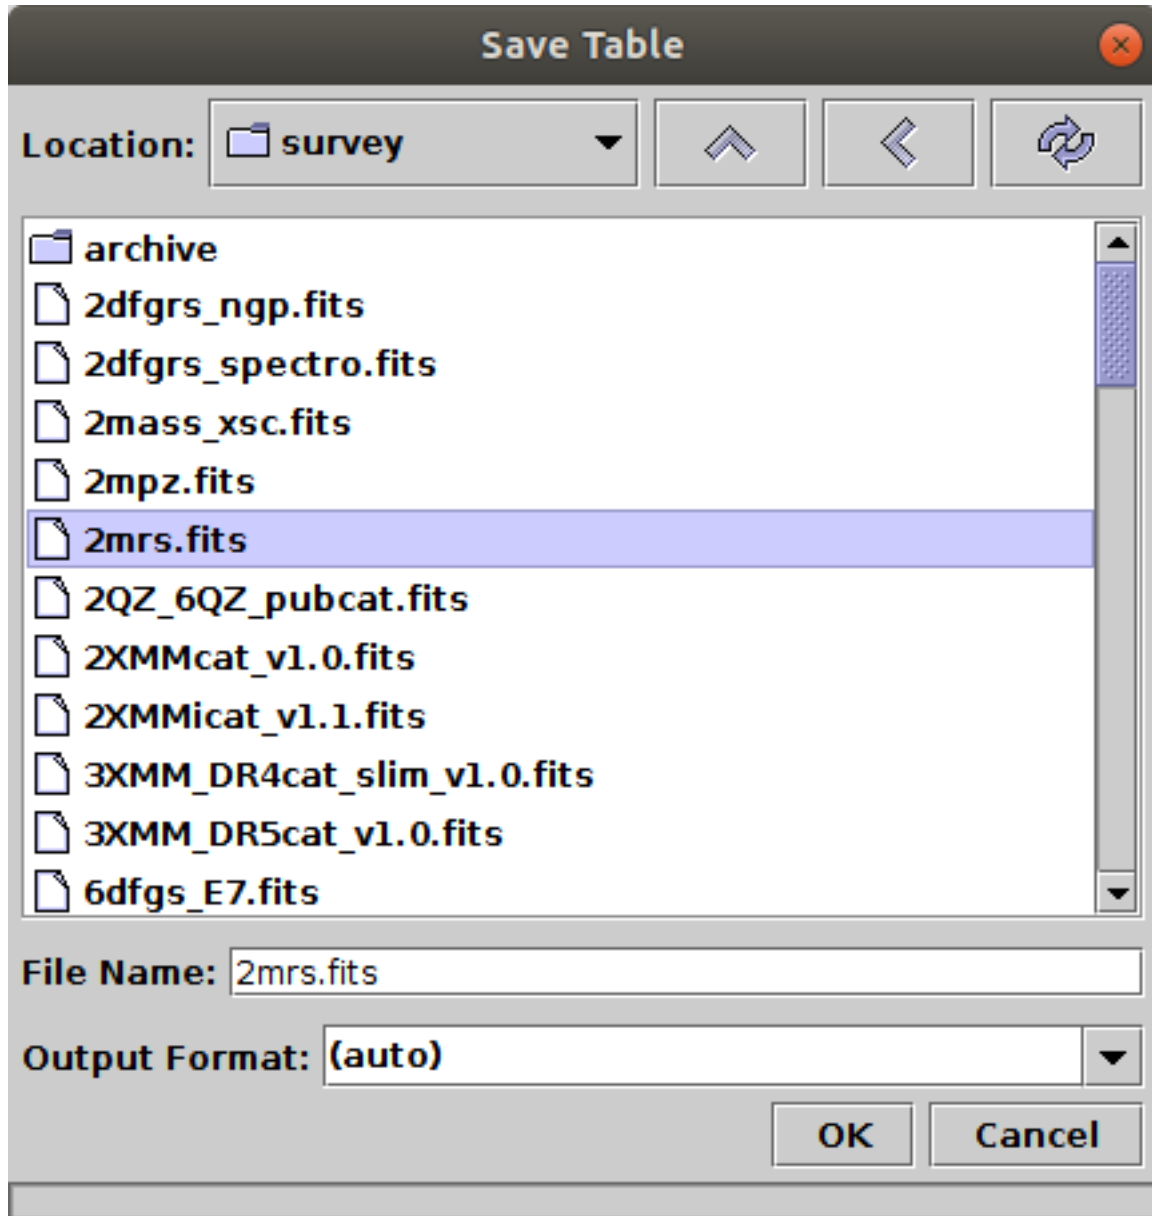 Save Table
Location: survey
archive
2dfgrs_ngp.fits
2dfgrs_spectro.fits
2mass_xsc.fits
2mpz.fits
2mrs.fits
2QZ_6QZ_pubcat.fits
2XMMcat_v1.0.fits
2XMMicat_v1.1.fits
3XMM_DR4cat_slim_v1.0.fits
3XMM_DR5cat_v1.0.fits
6dfgs_E7.fits
File Name: 2mrs.fits
Output Format: (auto)
OK Cancel